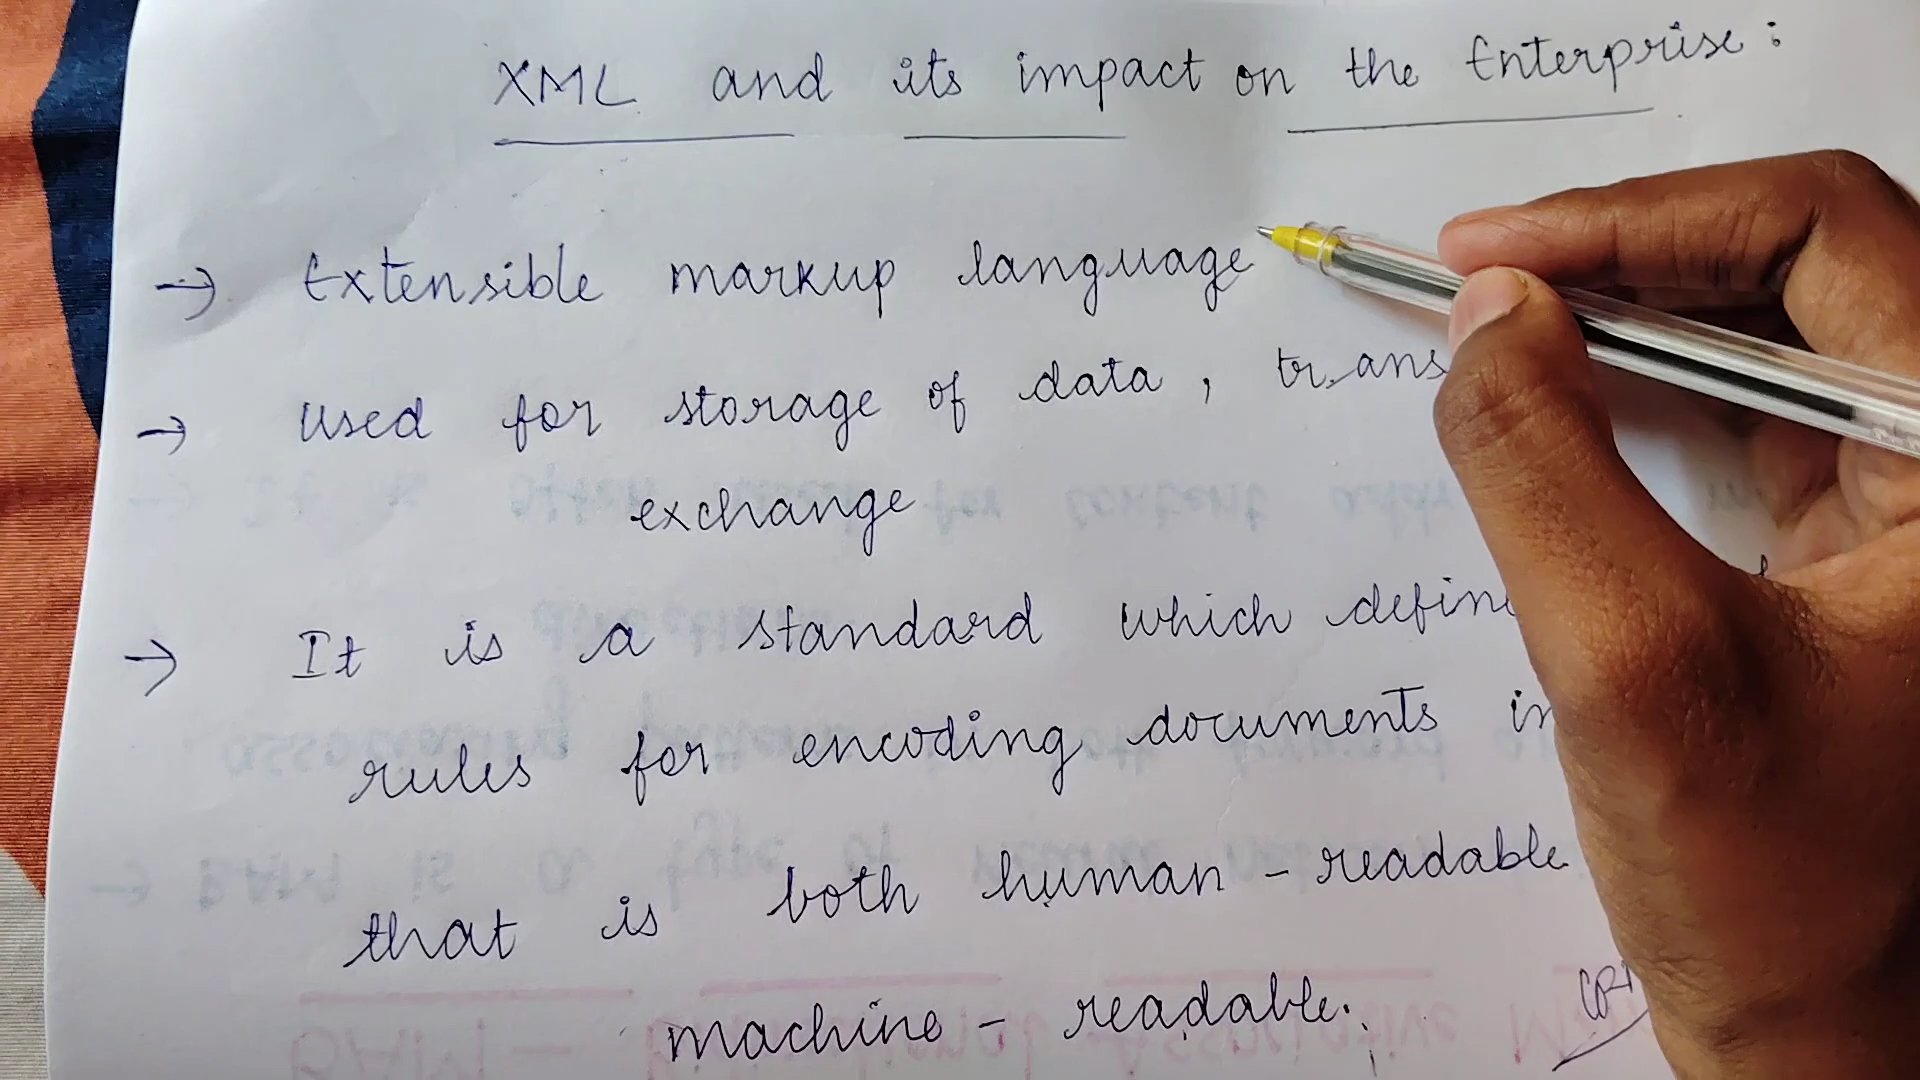 XML and its impact on the Enterprise:
→ Extensible markup language
→ Used for storage of data, trans
exchange
→ It is a standard which define
rules for encoding documents in
that is both human - readable
machine - readable.